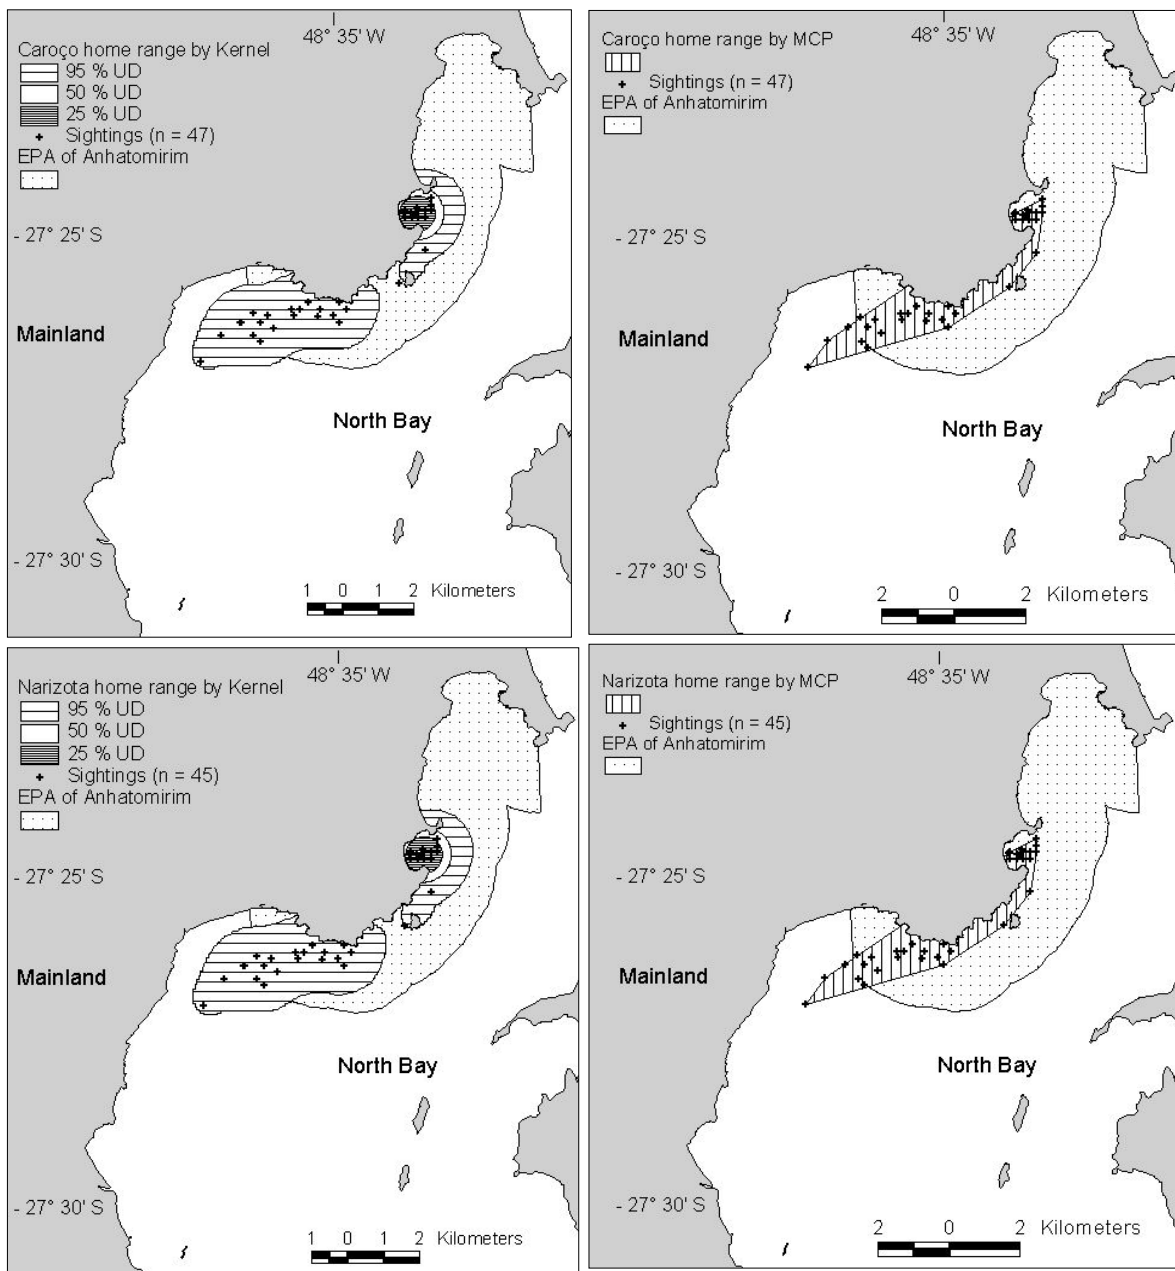 48° 35' W
Caroço home range by Kernel
95 % UD
50 % UD
25 % UD
Sightings (n = 47)
EPA of Anhatomirim
- 27° 25' S
Mainland
North Bay
- 27° 30' S
1 0 1 2 Kilometers
48° 35' W
Caroço home range by MCP
Sightings (n = 47)
EPA of Anhatomirim
- 27° 25' S
Mainland
North Bay
- 27° 30' S
2 0 2 Kilometers
48° 35' W
Narizota home range by Kernel
95 % UD
50 % UD
25 % UD
Sightings (n = 45)
EPA of Anhatomirim
- 27° 25' S
Mainland
North Bay
- 27° 30' S
1 0 1 2 Kilometers
48° 35' W
Narizota home range by MCP
Sightings (n = 45)
EPA of Anhatomirim
- 27° 25' S
Mainland
North Bay
- 27° 30' S
2 0 2 Kilometers